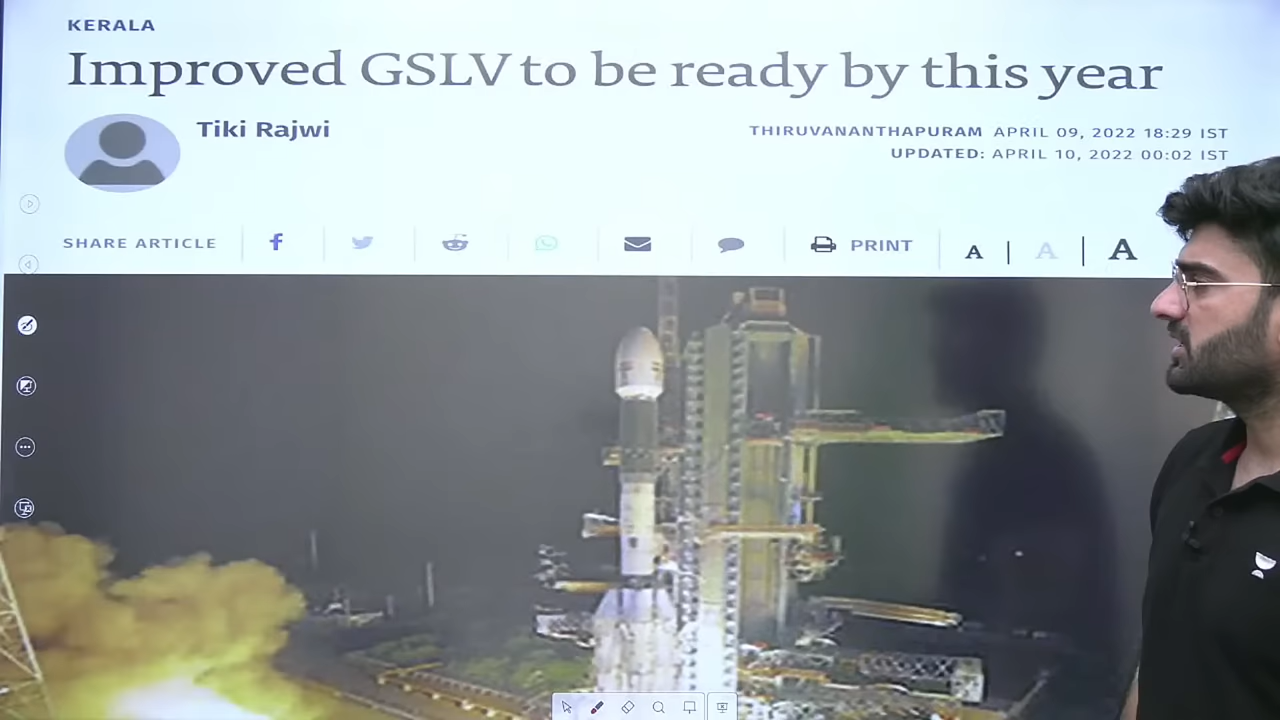 KERALA
Improved GSLV to be ready by this year
Tiki Rajwi
THIRUVANANTHAPURAM APRIL 09, 2022 18:29 IST
UPDATED: APRIL 10, 2022 00:02 IST
SHARE ARTICLE
PRINT
A | A | A